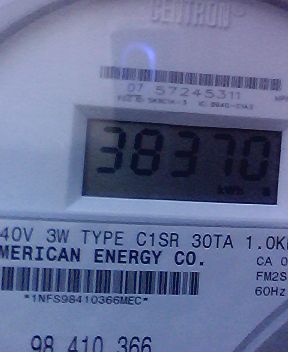 CENTRON®
07 57245311
38370
kWh
40V 3W TYPE C1SR 30TA 1.0K
MERICAN ENERGY CO.
CA 0
FM2S
60Hz
*1NFS98410366MEC*
98 410 366